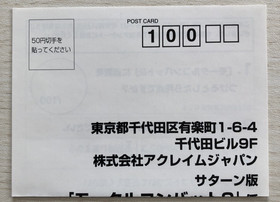 POST CARD
50円切手を
貼ってください
100
東京都千代田区有楽町1-6-4
千代田ビル9F
株式会社アクレイムジャパン
サターン版